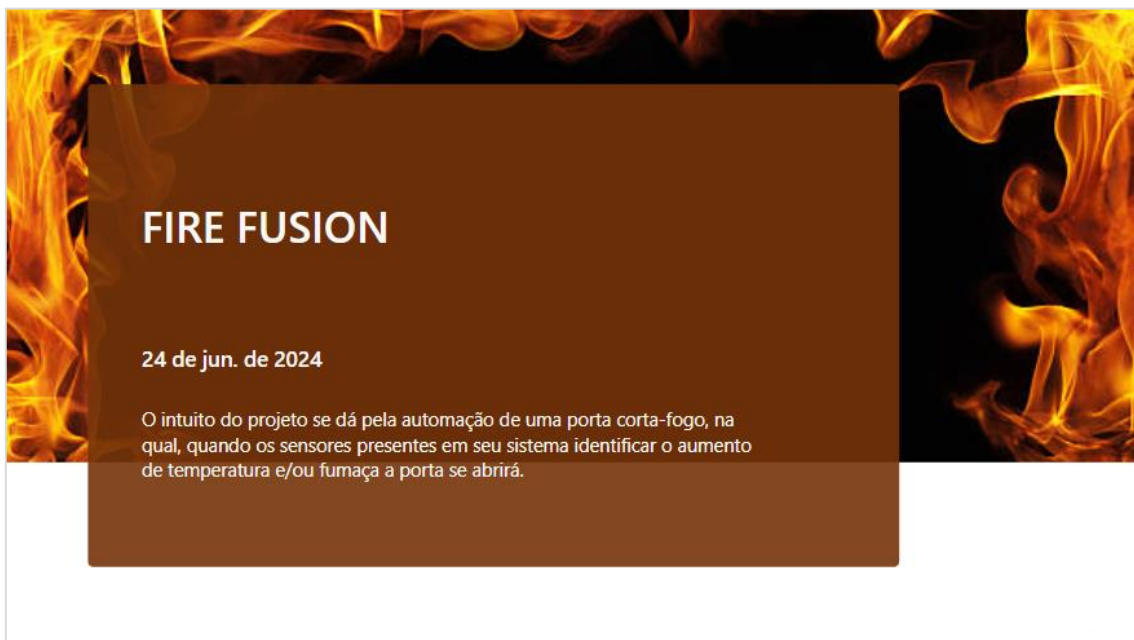 FIRE FUSION
24 de jun. de 2024
O intuito do projeto se dá pela automação de uma porta corta-fogo, na
qual, quando os sensores presentes em seu sistema identificar o aumento
de temperatura e/ou fumaça a porta se abrirá.